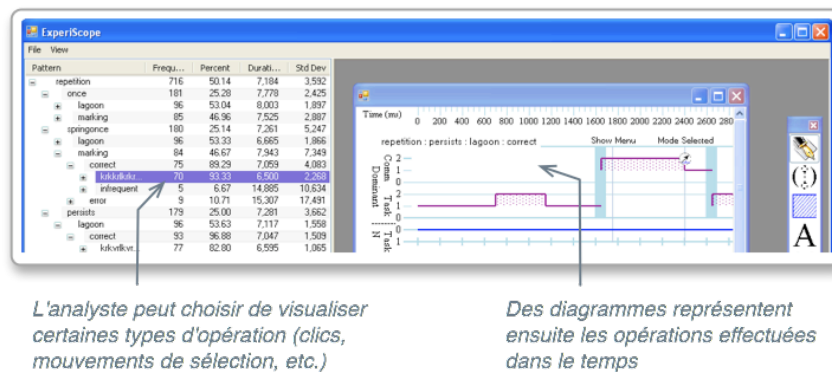 ExperiScope
File View
Pattern Frequ... Percent Durati... Std Dev
repetition 716 50.14 7,184 3,592
once 181 25.28 7,778 2,425
lagoon 96 53.04 8,003 1,897
marking 85 46.96 7,525 2,887
springonce 180 25.14 7,261 5,247
lagoon 96 53.33 6,665 1,866
marking 84 46.67 7,943 7,349
correct 75 89.29 7,059 4,083
70 93.33 6,500 2,268
infrequent 5 6.67 14,885 10,634
error 9 10.71 15,307 17,491
persists 179 25.00 7,281 3,662
lagoon 96 53.63 7,117 1,558
correct 93 96.88 7,047 1,509
77 82.80 6,595 1,065
Time (ms) 0 200 400 600 800 1000 1200 1400 1600 1800 2000 2200 2400 2600 280
repetition : persists : lagoon : correct Show Menu Mode Selected
Comm
2
1
0
Dominant Task
2
1
0
Task N
1
A
L'analyste peut choisir de visualiser
certaines types d'opération (clics,
mouvements de sélection, etc.)
Des diagrammes représentent
ensuite les opérations effectuées
dans le temps